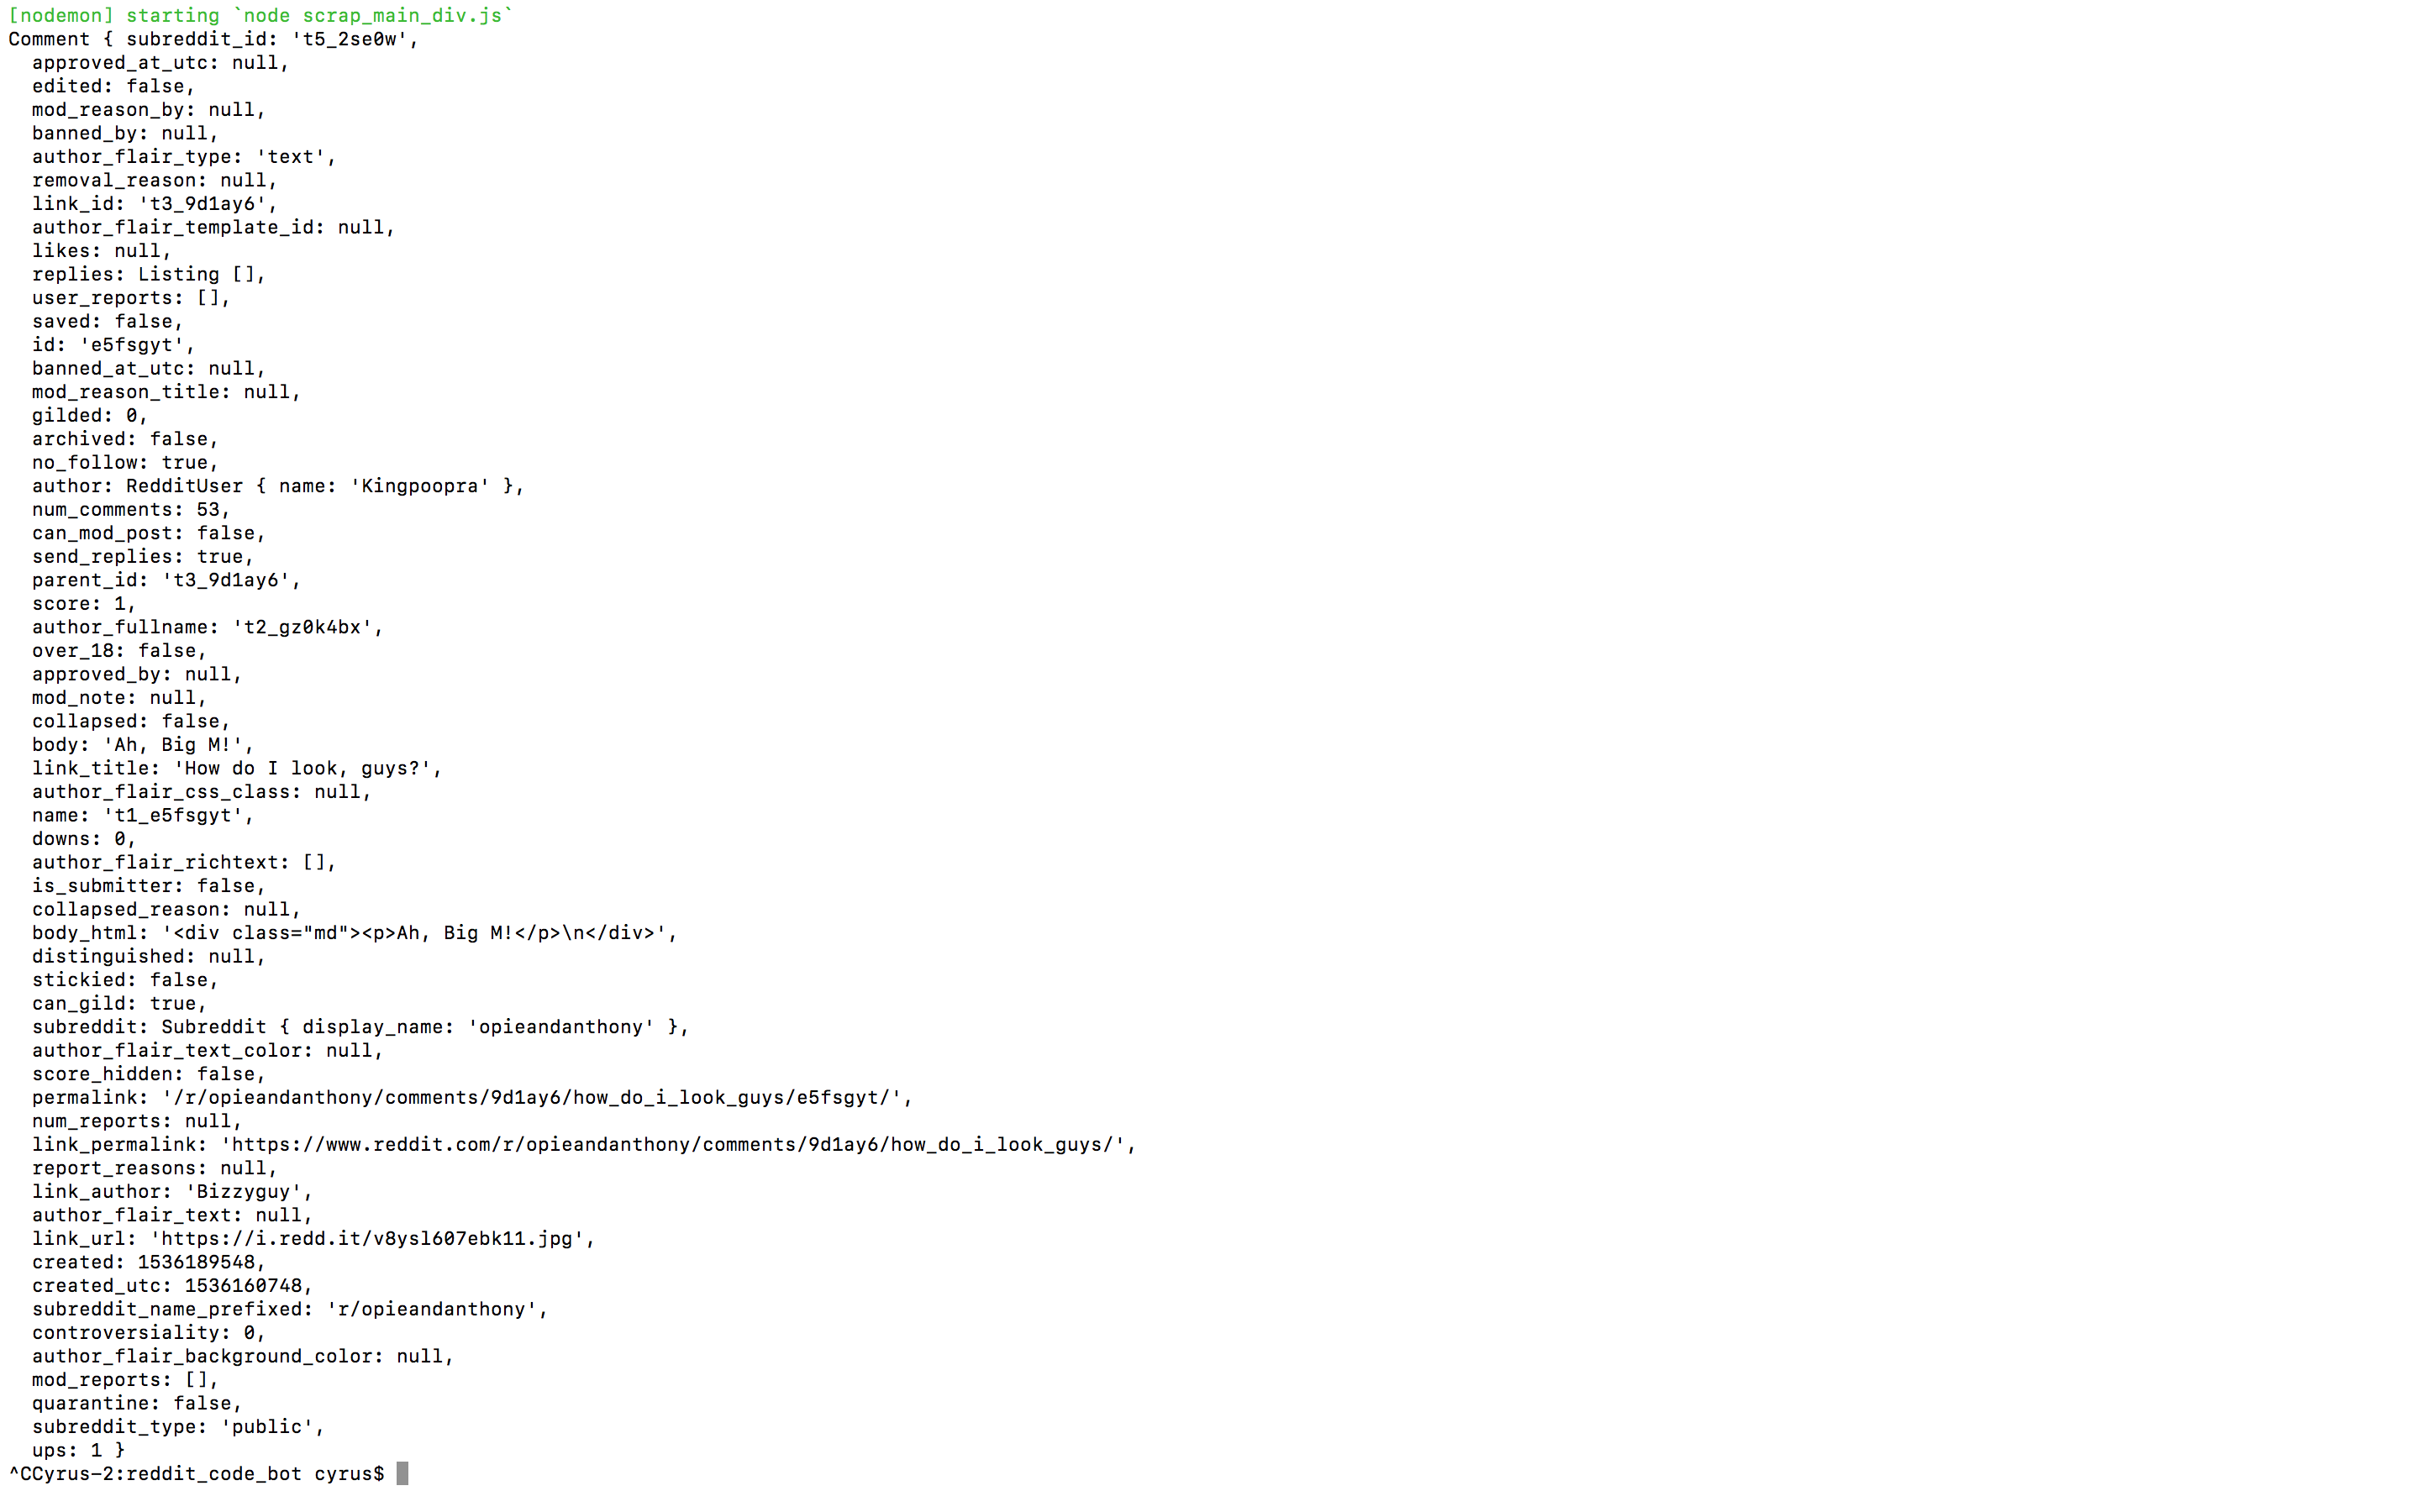 [nodemon] starting `node scrap_main_div.js`
Comment { subreddit_id: 't5_2se0w',
  approved_at_utc: null,
  edited: false,
  mod_reason_by: null,
  banned_by: null,
  author_flair_type: 'text',
  removal_reason: null,
  link_id: 't3_9d1ay6',
  author_flair_template_id: null,
  likes: null,
  replies: Listing [],
  user_reports: [],
  saved: false,
  id: 'e5fsgyt',
  banned_at_utc: null,
  mod_reason_title: null,
  gilded: 0,
  archived: false,
  no_follow: true,
  author: RedditUser { name: 'Kingpoopra' },
  num_comments: 53,
  can_mod_post: false,
  send_replies: true,
  parent_id: 't3_9d1ay6',
  score: 1,
  author_fullname: 't2_gz0k4bx',
  over_18: false,
  approved_by: null,
  mod_note: null,
  collapsed: false,
  body: 'Ah, Big M!',
  link_title: 'How do I look, guys?',
  author_flair_css_class: null,
  name: 't1_e5fsgyt',
  downs: 0,
  author_flair_richtext: [],
  is_submitter: false,
  collapsed_reason: null,
  body_html: '<div class="md"><p>Ah, Big M!</p>\n</div>',
  distinguished: null,
  stickied: false,
  can_gild: true,
  subreddit: Subreddit { display_name: 'opieandanthony' },
  author_flair_text_color: null,
  score_hidden: false,
  permalink: '/r/opieandanthony/comments/9d1ay6/how_do_i_look_guys/e5fsgyt/',
  num_reports: null,
  link_permalink: 'https://www.reddit.com/r/opieandanthony/comments/9d1ay6/how_do_i_look_guys/',
  report_reasons: null,
  link_author: 'Bizzyguy',
  author_flair_text: null,
  link_url: 'https://i.redd.it/v8ysl607ebk11.jpg',
  created: 1536189548,
  created_utc: 1536160748,
  subreddit_name_prefixed: 'r/opieandanthony',
  controversiality: 0,
  author_flair_background_color: null,
  mod_reports: [],
  quarantine: false,
  subreddit_type: 'public',
  ups: 1 }
^CCyrus-2:reddit_code_bot cyrus$